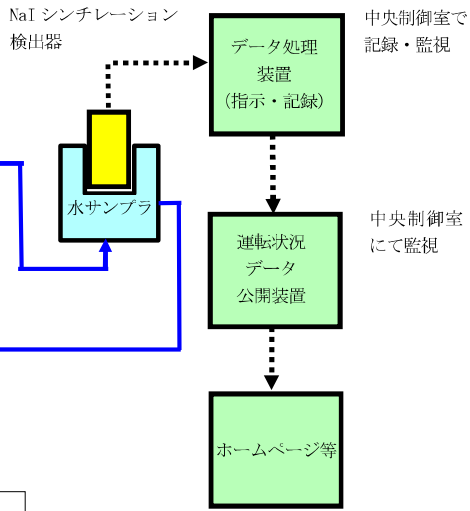 NaI シンチレーション
検出器
データ処理
装置
（指示・記録）
中央制御室で
記録・監視
水サンプラ
運転状況
データ
公開装置
中央制御室
にて監視
ホームページ等